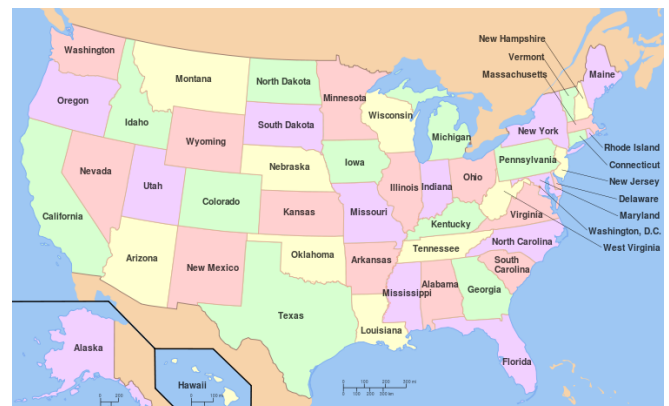 New Hampshire
Vermont
Massachusetts
Washington
Montana
North Dakota
Minnesota
Maine
Oregon
Idaho
Wyoming
South Dakota
Wisconsin
Michigan
New York
Rhode Island
Connecticut
New Jersey
Delaware
Maryland
Washington, D.C.
West Virginia
Nevada
Utah
Colorado
Nebraska
Iowa
Illinois
Indiana
Ohio
Pennsylvania
California
Kansas
Missouri
Kentucky
Virginia
Arizona
New Mexico
Oklahoma
Arkansas
Tennessee
North Carolina
South
Carolina
Texas
Louisiana
Mississippi
Alabama
Georgia
Florida
Alaska
Hawaii